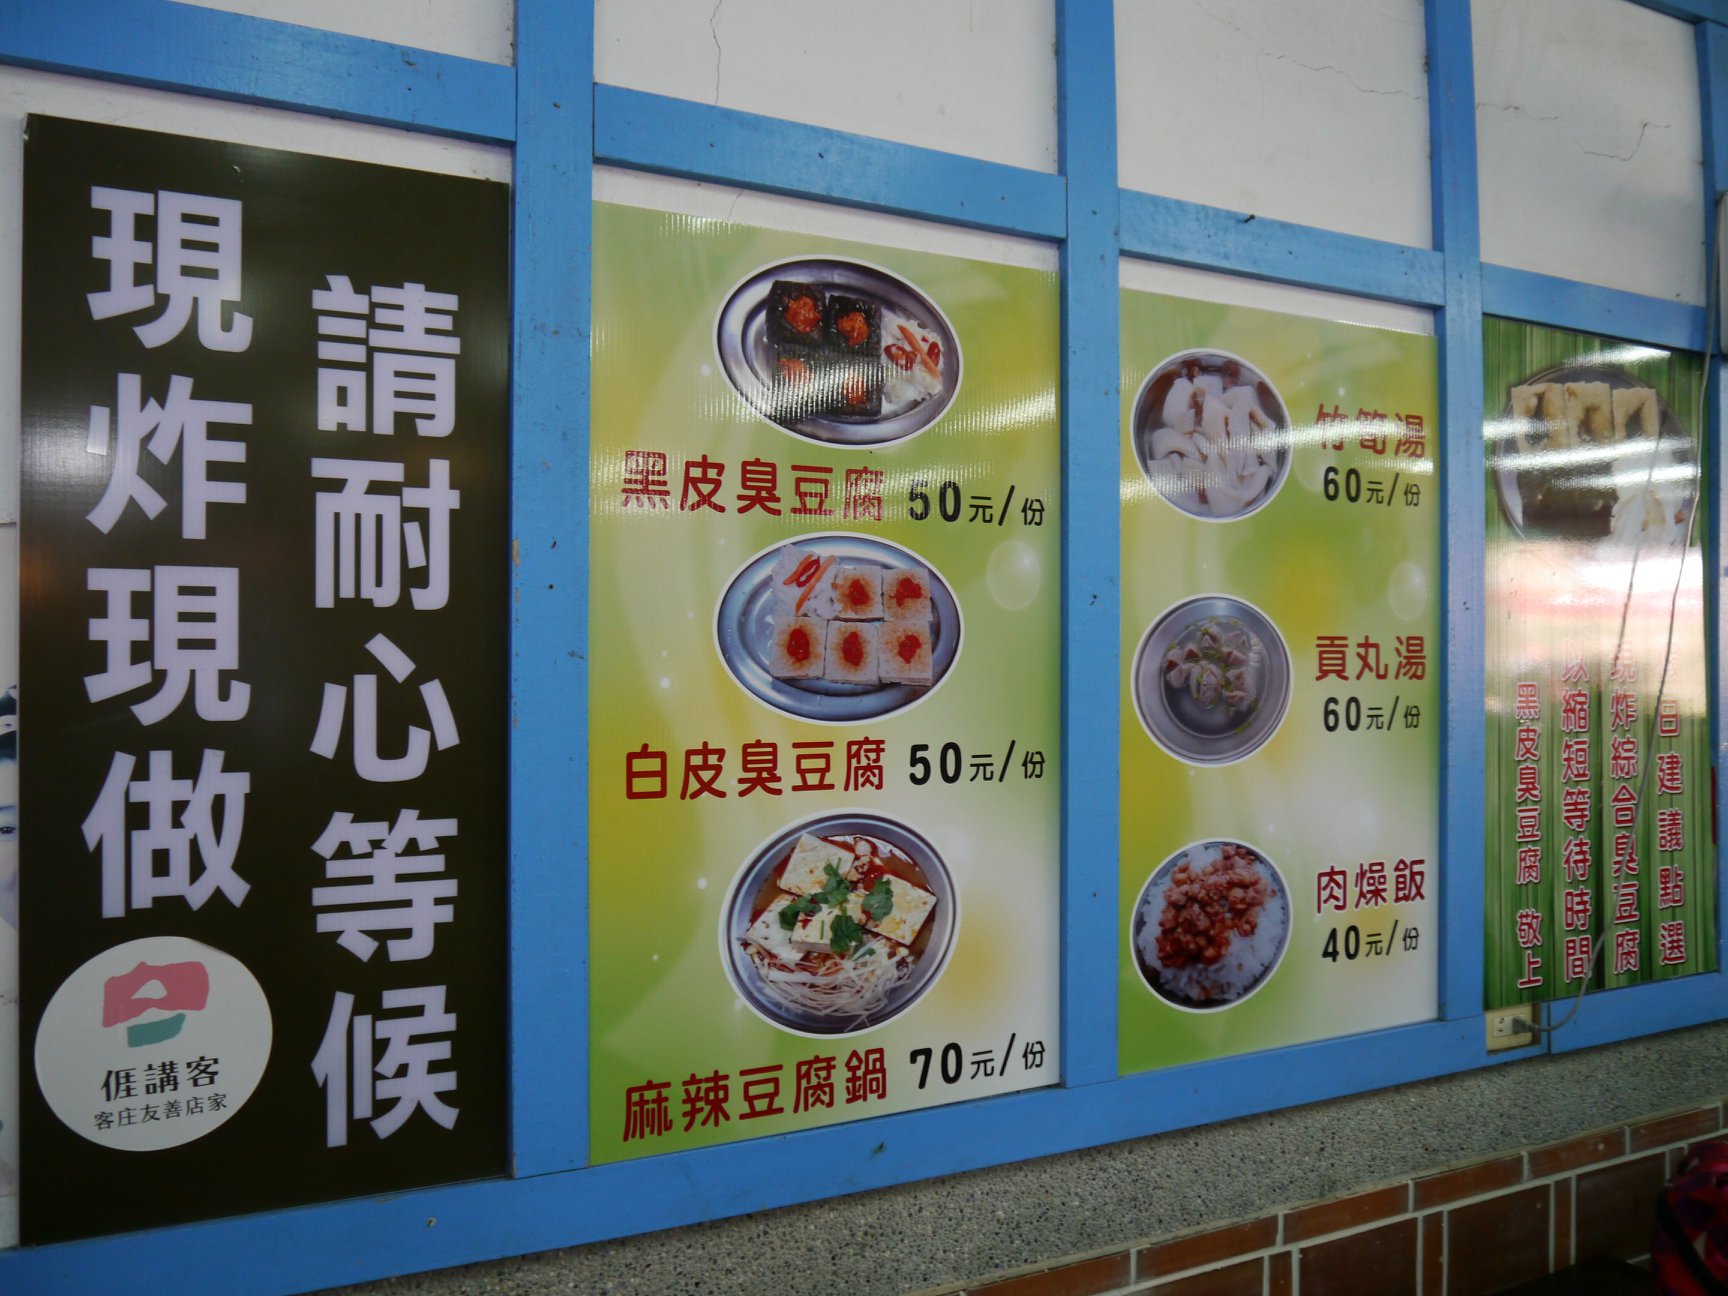 現炸現做
請耐心等候
𠊎講客
客庄友善店家
黑皮臭豆腐 50元/份
白皮臭豆腐 50元/份
麻辣豆腐鍋 70元/份
竹筍湯
60元/份
貢丸湯
60元/份
肉燥飯
40元/份
日建議點選
現炸綜合臭豆腐
以縮短等待時間
黑皮臭豆腐 敬上